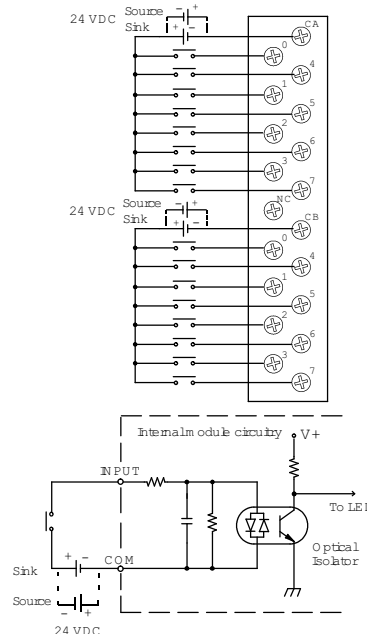 Source - +
24 VDC
Sink + -
CA
0
4
1
5
2
6
3
7
NC
Source - +
24 VDC
Sink + -
CB
0
4
1
5
2
6
3
7
Internal module circuitry
V+
INPUT
To LED
Optical
Isolator
COM
+ -
Sink
Source
- +
24 VDC